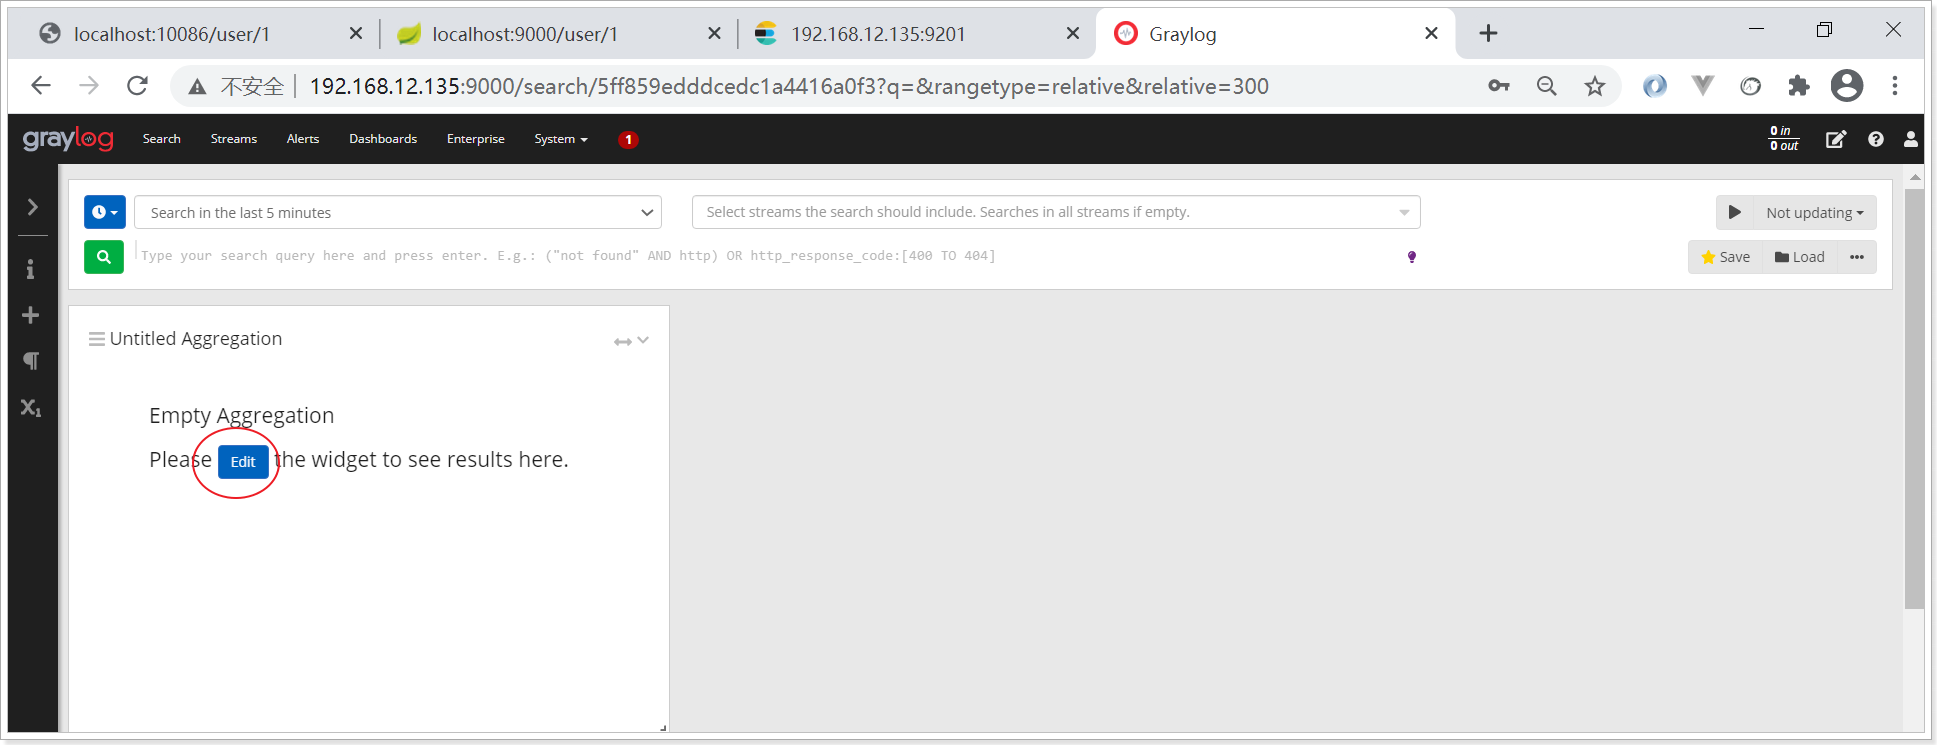 localhost:10086/user/1
localhost:9000/user/1
192.168.12.135:9201
Graylog
不安全
192.168.12.135:9000/search/5ff859edddcedc1a4416a0f3?q=&rangetype=relative&relative=300
graylog
Search
Streams
Alerts
Dashboards
Enterprise
System
1
0 in
0 out
Search in the last 5 minutes
Select streams the search should include. Searches in all streams if empty.
Not updating
Type your search query here and press enter. E.g.: ("not found" AND http) OR http_response_code:[400 TO 404]
Save
Load
Untitled Aggregation
Empty Aggregation
Please Edit the widget to see results here.